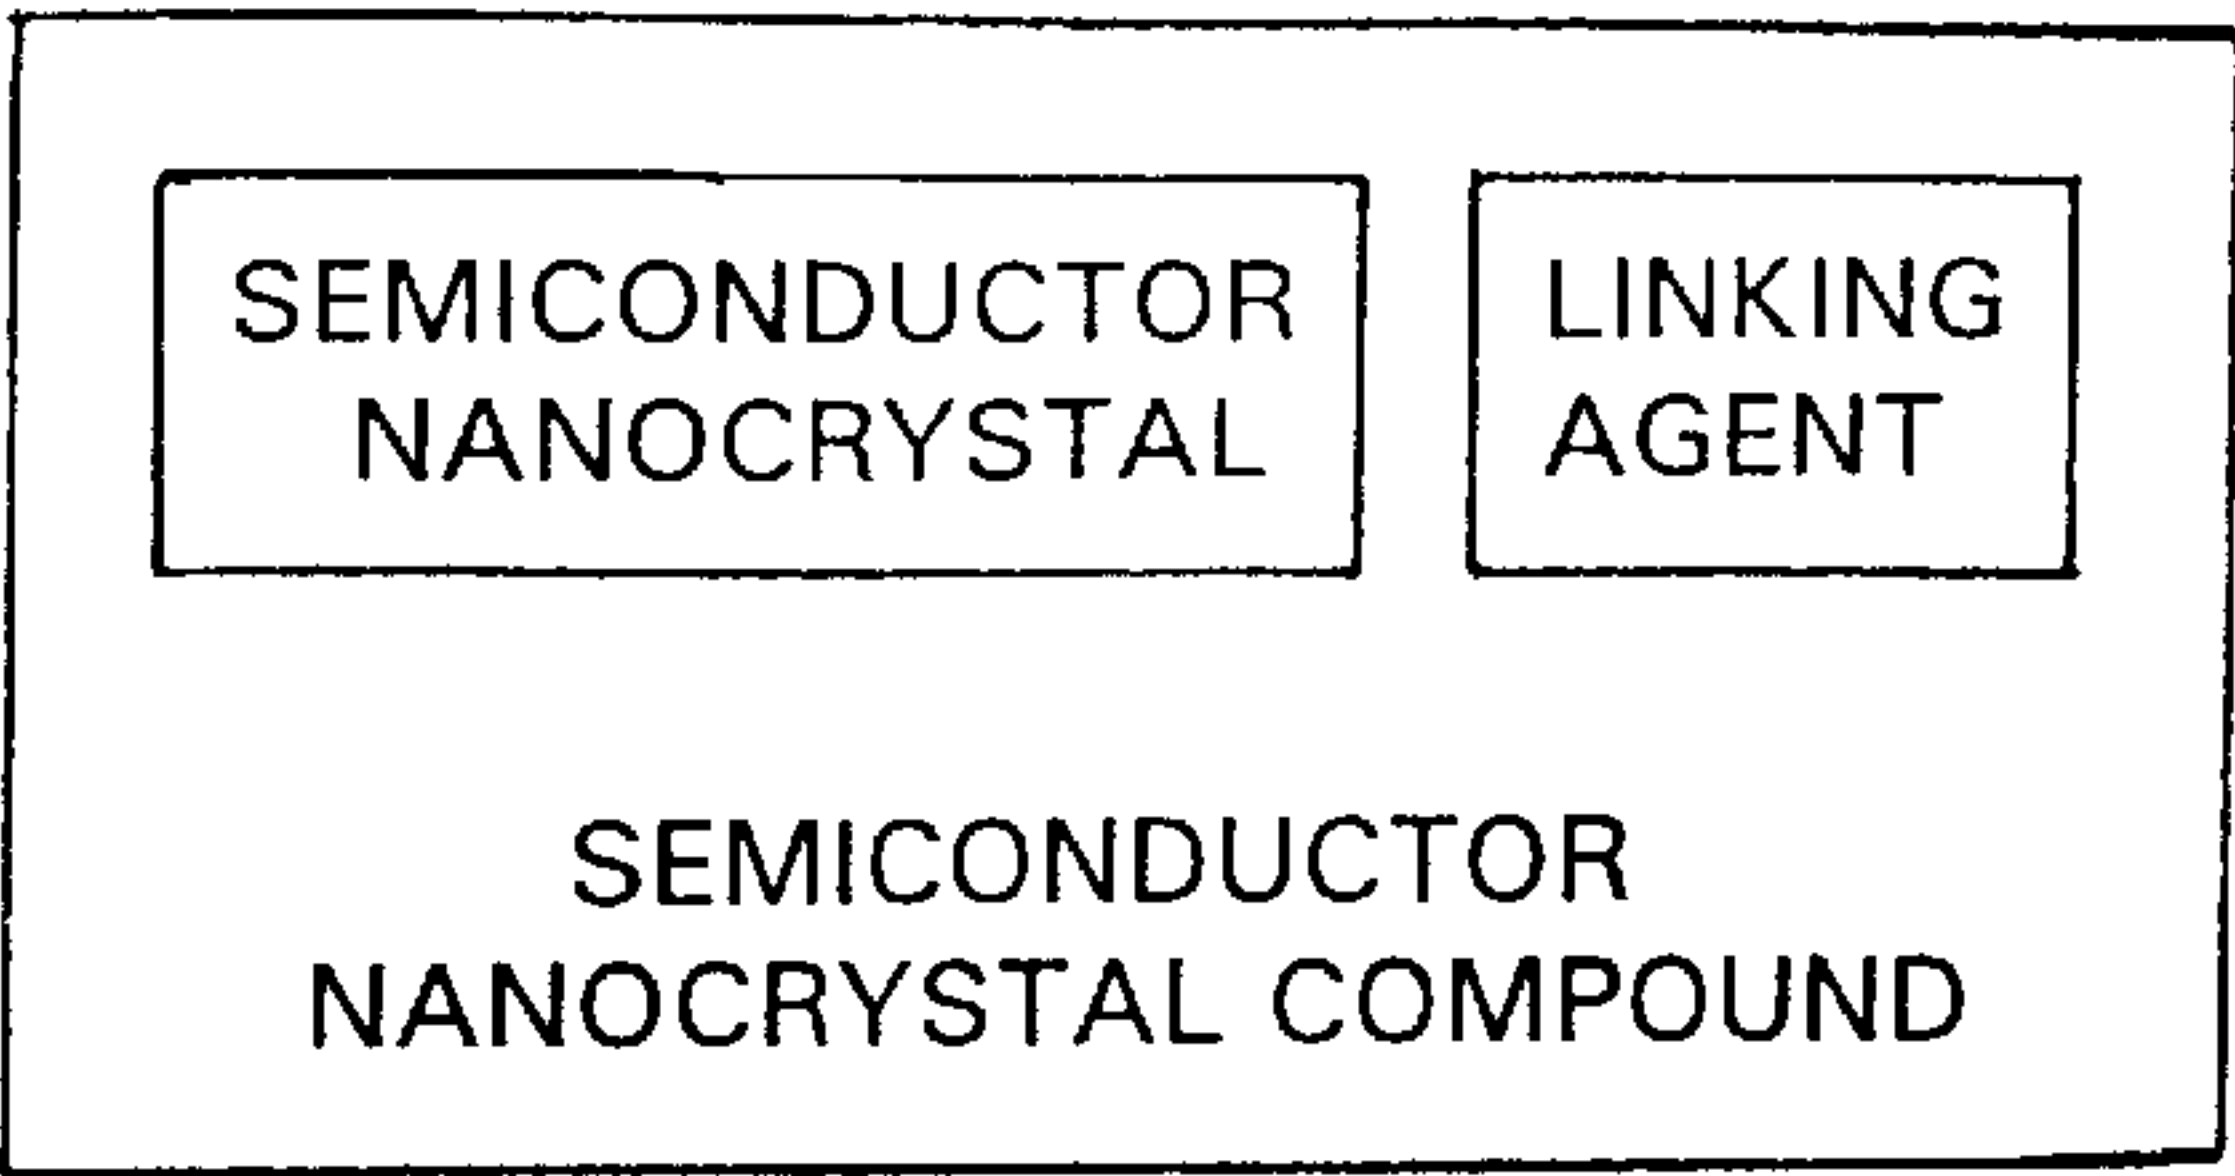 SEMICONDUCTOR
NANOCRYSTAL
LINKING
AGENT
SEMICONDUCTOR
NANOCRYSTAL COMPOUND